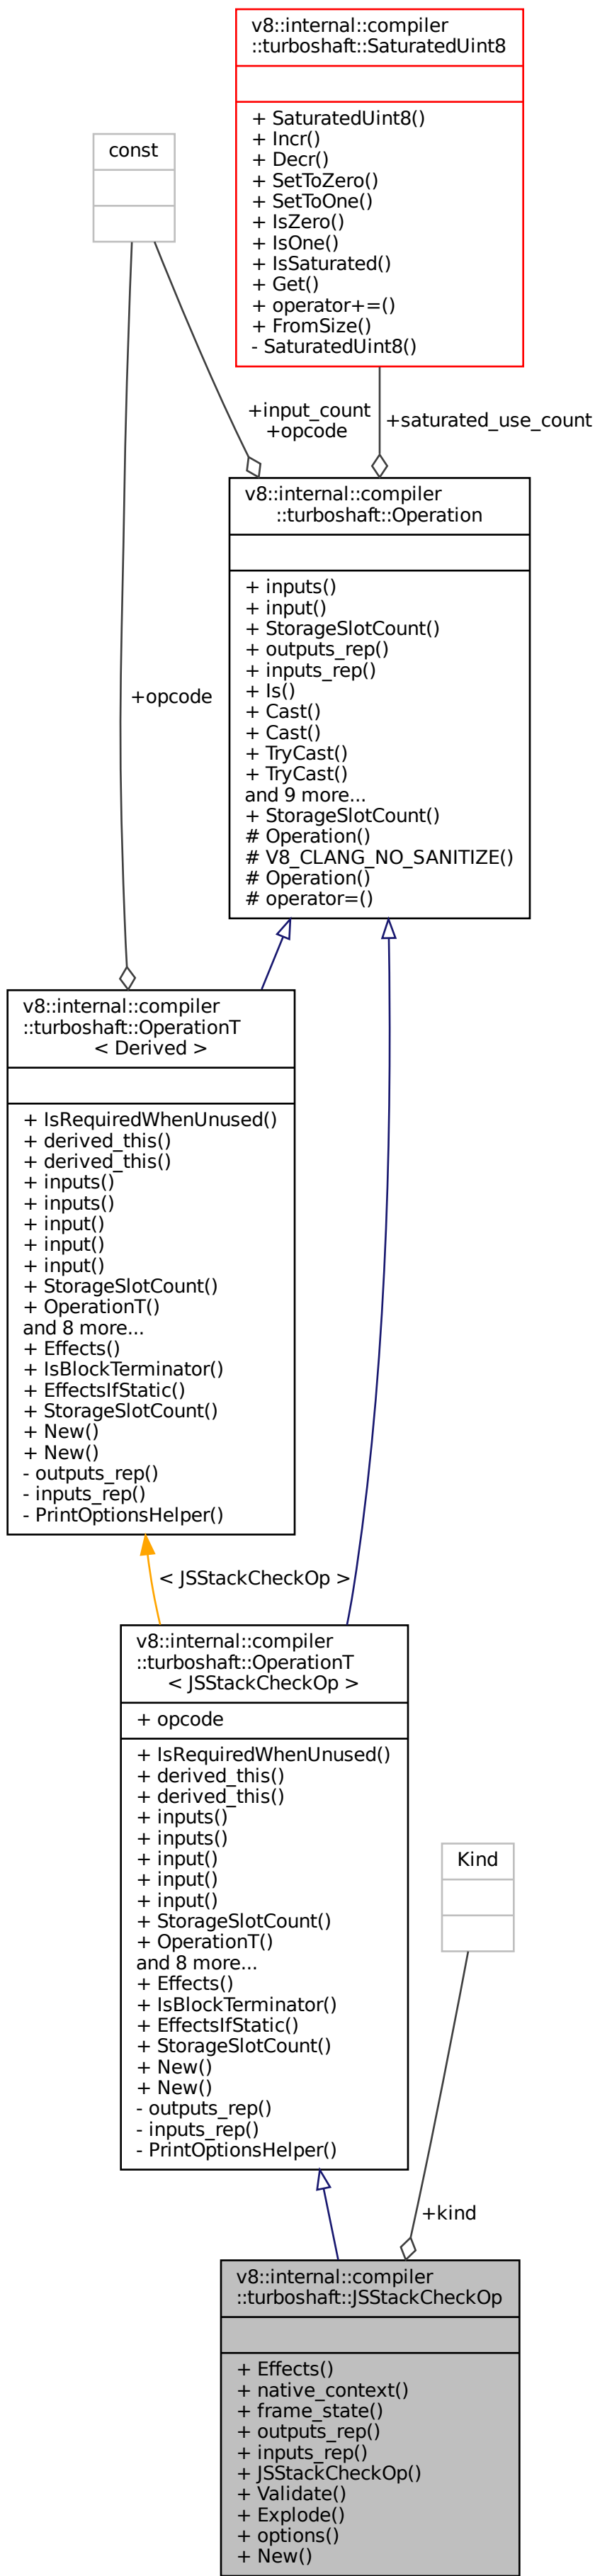 v8::internal::compiler
::turboshaft::SaturatedUint8
+ SaturatedUint8()
+ Incr()
+ Decr()
+ SetToZero()
+ SetToOne()
+ IsZero()
+ IsOne()
+ IsSaturated()
+ Get()
+ operator+=()
+ FromSize()
- SaturatedUint8()
const
+input_count
+opcode
+saturated_use_count
v8::internal::compiler
::turboshaft::Operation
+ inputs()
+ input()
+ StorageSlotCount()
+ outputs_rep()
+ inputs_rep()
+ Is()
+ Cast()
+ Cast()
+ TryCast()
+ TryCast()
and 9 more...
+ StorageSlotCount()
# Operation()
# V8_CLANG_NO_SANITIZE()
# Operation()
# operator=()
+opcode
v8::internal::compiler
::turboshaft::OperationT
< Derived >
+ IsRequiredWhenUnused()
+ derived_this()
+ derived_this()
+ inputs()
+ inputs()
+ input()
+ input()
+ input()
+ StorageSlotCount()
+ OperationT()
and 8 more...
+ Effects()
+ IsBlockTerminator()
+ EffectsIfStatic()
+ StorageSlotCount()
+ New()
+ New()
- outputs_rep()
- inputs_rep()
- PrintOptionsHelper()
< JSStackCheckOp >
v8::internal::compiler
::turboshaft::OperationT
< JSStackCheckOp >
+ opcode
+ IsRequiredWhenUnused()
+ derived_this()
+ derived_this()
+ inputs()
+ inputs()
+ input()
+ input()
+ input()
+ StorageSlotCount()
+ OperationT()
and 8 more...
+ Effects()
+ IsBlockTerminator()
+ EffectsIfStatic()
+ StorageSlotCount()
+ New()
+ New()
- outputs_rep()
- inputs_rep()
- PrintOptionsHelper()
Kind
+kind
v8::internal::compiler
::turboshaft::JSStackCheckOp
+ Effects()
+ native_context()
+ frame_state()
+ outputs_rep()
+ inputs_rep()
+ JSStackCheckOp()
+ Validate()
+ Explode()
+ options()
+ New()